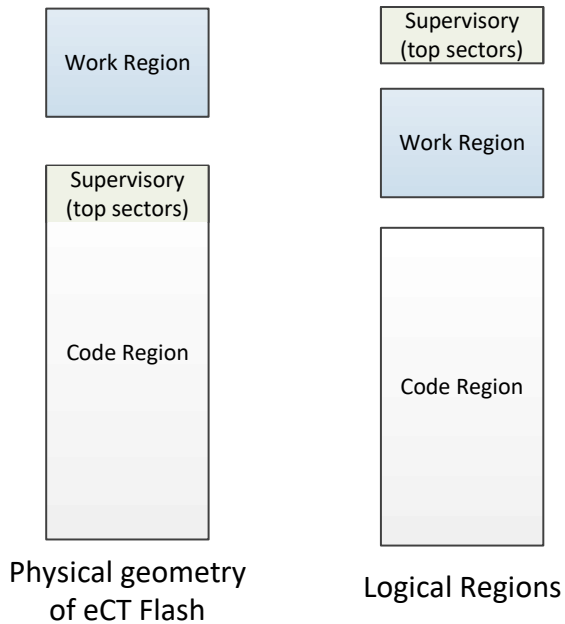 Work Region
Supervisory
(top sectors)
Code Region
Physical geometry
of eCT Flash
Supervisory
(top sectors)
Work Region
Code Region
Logical Regions